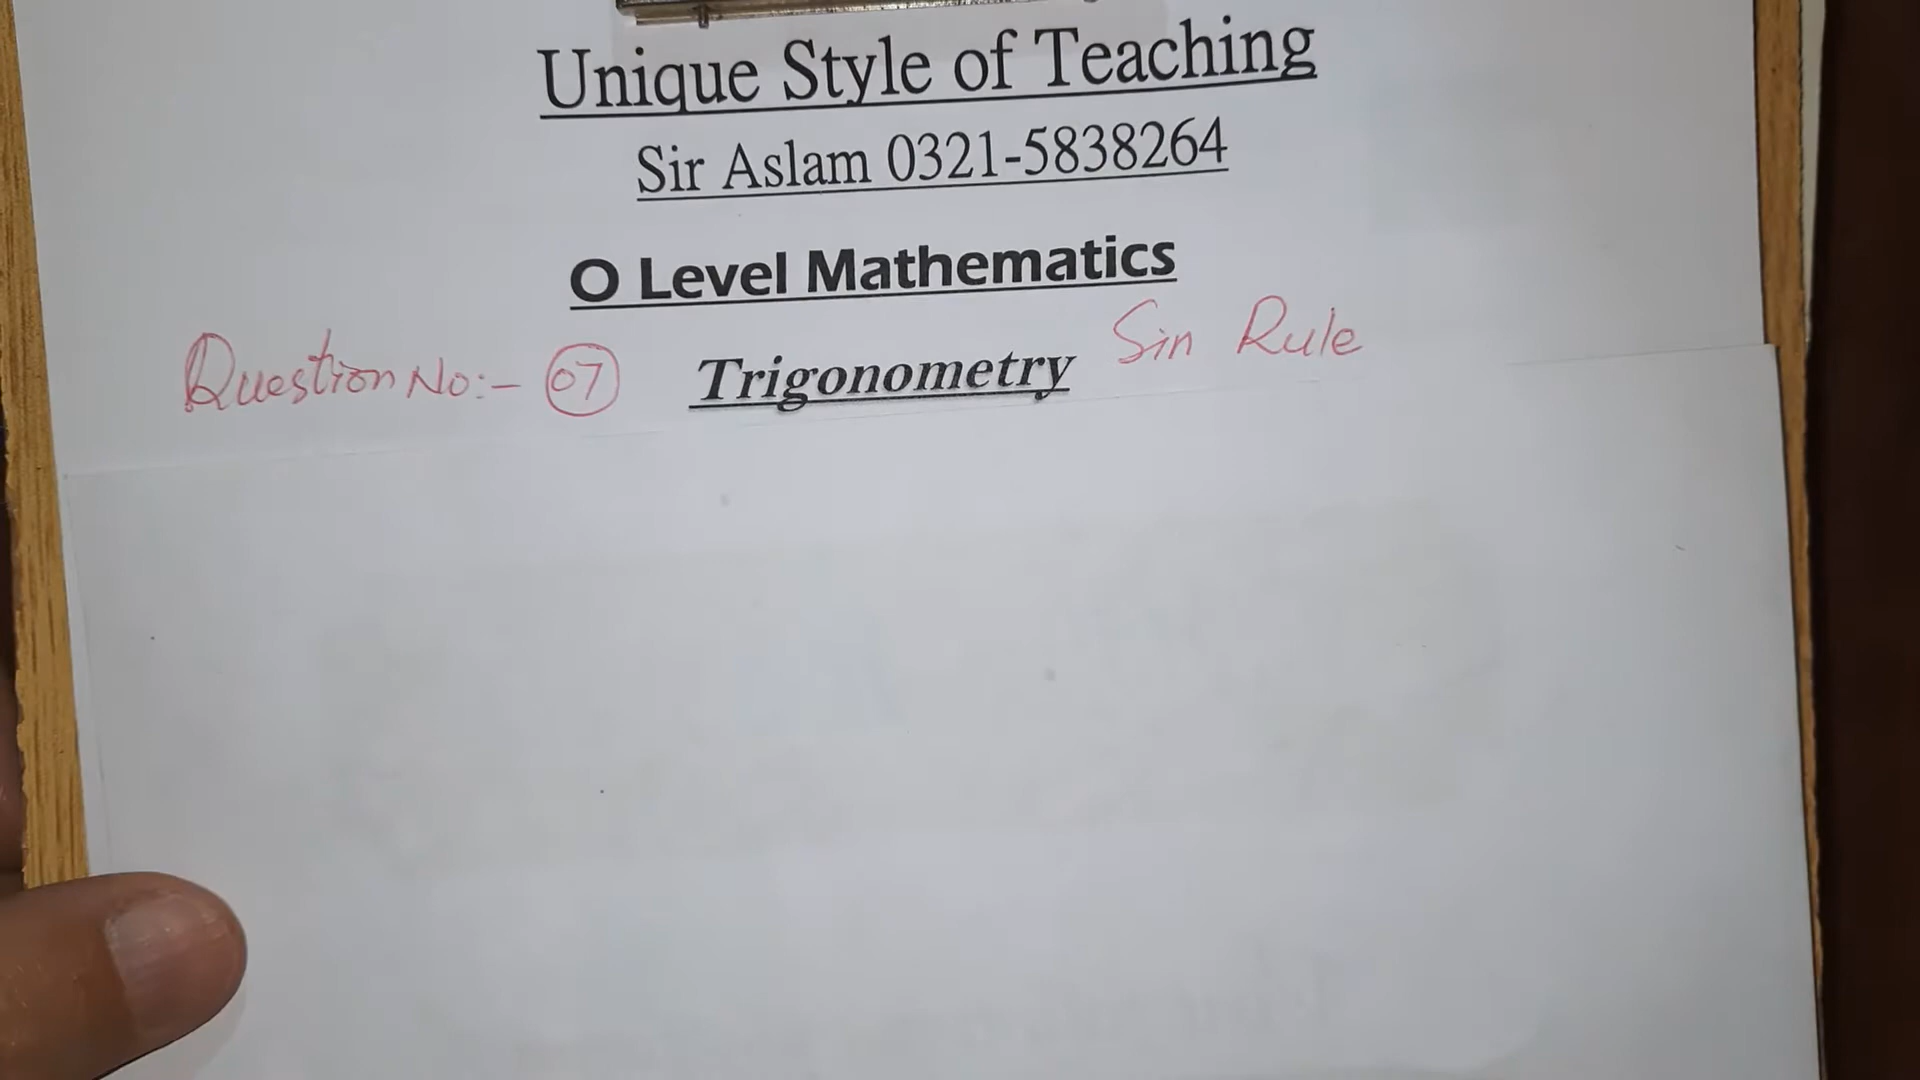 Unique Style of Teaching
Sir Aslam 0321-5838264
O Level Mathematics
Question No:- 07 Trigonometry Sin Rule